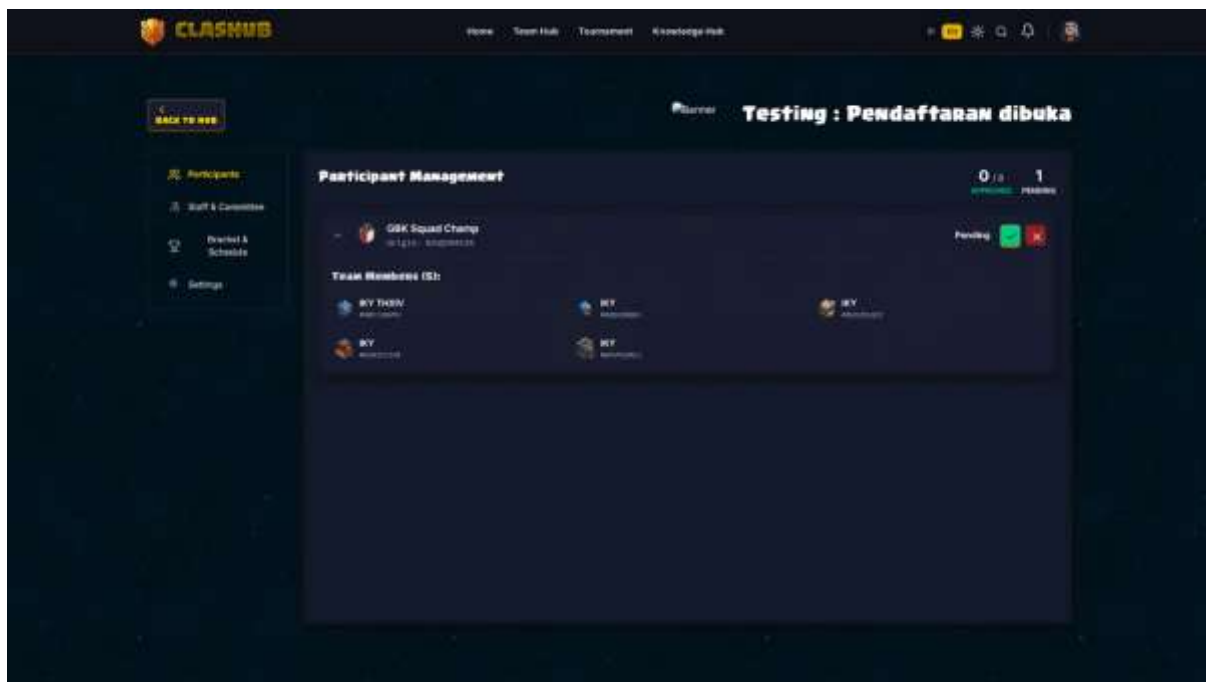 CLASHUB
Home Team Hub Tournament Knowledge Hub
BACK TO HUB
Banner
Testing : Pendaftaran dibuka
Participants
Staff & Committee
Bracket &
Schedule
Settings
Participant Management
0
1
APPROVED PENDING
GBK Squad Champ
Pending
Team Members (5):
IKY
IKY
IKY
IKY
IKY